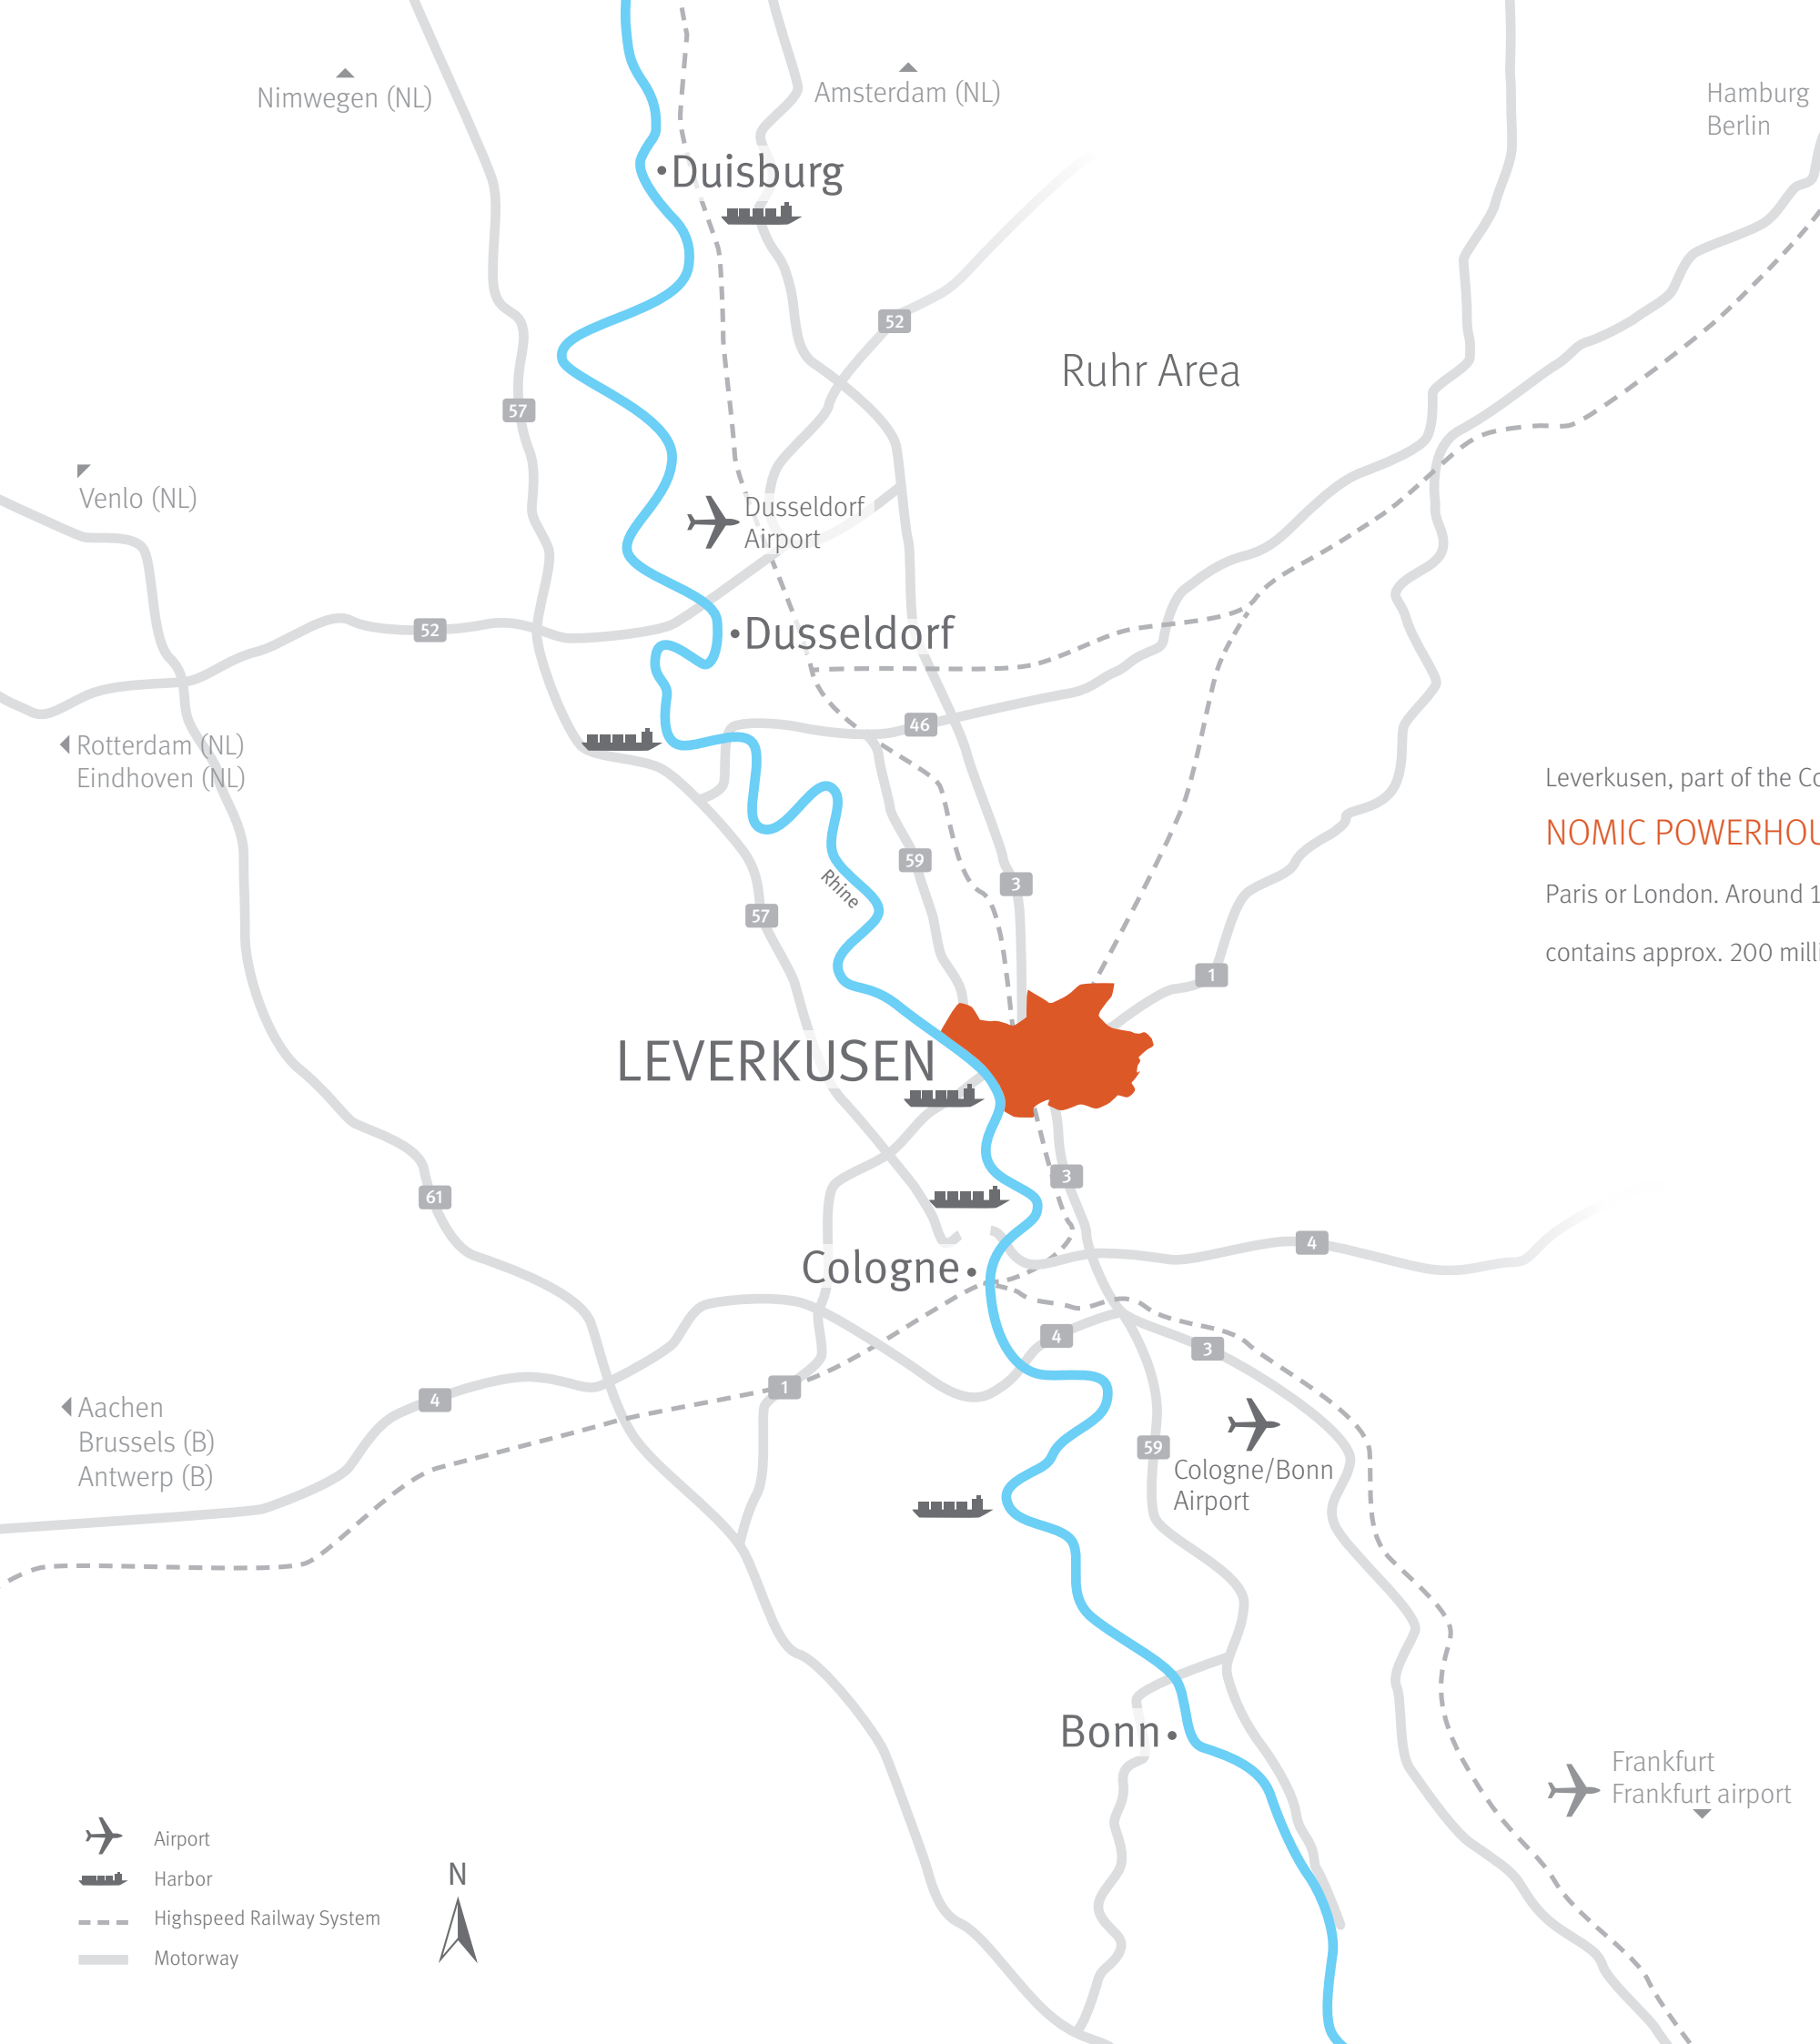 Nimwegen (NL)
Amsterdam (NL)
Hamburg
Berlin
Duisburg
52
Ruhr Area
57
Venlo (NL)
Dusseldorf
Airport
52
Dusseldorf
46
Rotterdam (NL)
Eindhoven (NL)
Leverkusen, part of the Co
NOMIC POWERHOU
Paris or London. Around 1
contains approx. 200 milli
59
3
Rhine
57
1
LEVERKUSEN
3
61
4
Cologne
4
3
1
4
Aachen
Brussels (B)
Antwerp (B)
59
Cologne/Bonn
Airport
Bonn
Frankfurt
Frankfurt airport
Airport
Harbor
Highspeed Railway System
Motorway
N